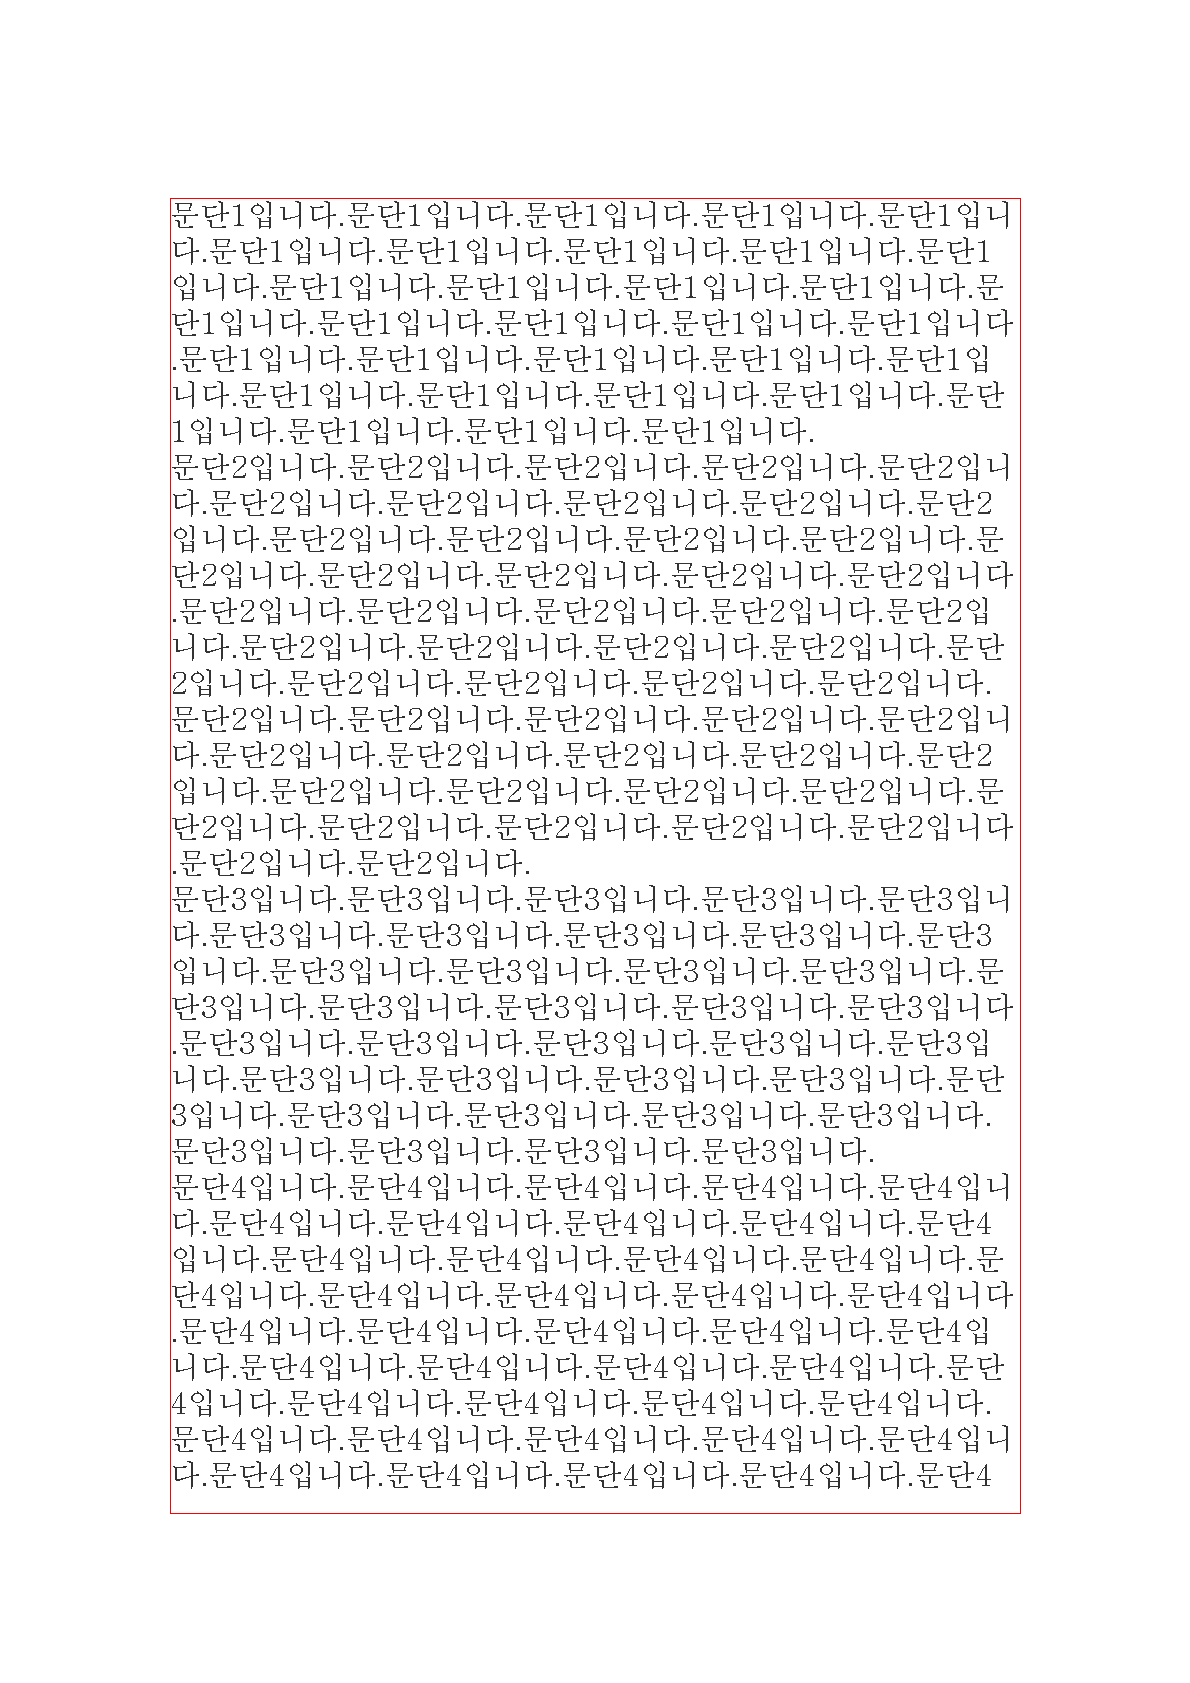 문단1입니다.문단1입니다.문단1입니다.문단1입니다.문단1입니
다.문단1입니다.문단1입니다.문단1입니다.문단1입니다.문단1
입니다.문단1입니다.문단1입니다.문단1입니다.문단1입니다.문
단1입니다.문단1입니다.문단1입니다.문단1입니다.문단1입니다
.문단1입니다.문단1입니다.문단1입니다.문단1입니다.문단1입
니다.문단1입니다.문단1입니다.문단1입니다.문단1입니다.문단
1입니다.문단1입니다.문단1입니다.문단1입니다.
문단2입니다.문단2입니다.문단2입니다.문단2입니다.문단2입니
다.문단2입니다.문단2입니다.문단2입니다.문단2입니다.문단2
입니다.문단2입니다.문단2입니다.문단2입니다.문단2입니다.문
단2입니다.문단2입니다.문단2입니다.문단2입니다.문단2입니다
.문단2입니다.문단2입니다.문단2입니다.문단2입니다.문단2입
니다.문단2입니다.문단2입니다.문단2입니다.문단2입니다.문단
2입니다.문단2입니다.문단2입니다.문단2입니다.문단2입니다.
문단2입니다.문단2입니다.문단2입니다.문단2입니다.문단2입니
다.문단2입니다.문단2입니다.문단2입니다.문단2입니다.문단2
입니다.문단2입니다.문단2입니다.문단2입니다.문단2입니다.문
단2입니다.문단2입니다.문단2입니다.문단2입니다.문단2입니다
.문단2입니다.문단2입니다.
문단3입니다.문단3입니다.문단3입니다.문단3입니다.문단3입니
다.문단3입니다.문단3입니다.문단3입니다.문단3입니다.문단3
입니다.문단3입니다.문단3입니다.문단3입니다.문단3입니다.문
단3입니다.문단3입니다.문단3입니다.문단3입니다.문단3입니다
.문단3입니다.문단3입니다.문단3입니다.문단3입니다.문단3입
니다.문단3입니다.문단3입니다.문단3입니다.문단3입니다.문단
3입니다.문단3입니다.문단3입니다.문단3입니다.문단3입니다.
문단3입니다.문단3입니다.문단3입니다.문단3입니다.
문단4입니다.문단4입니다.문단4입니다.문단4입니다.문단4입니
다.문단4입니다.문단4입니다.문단4입니다.문단4입니다.문단4
입니다.문단4입니다.문단4입니다.문단4입니다.문단4입니다.문
단4입니다.문단4입니다.문단4입니다.문단4입니다.문단4입니다
.문단4입니다.문단4입니다.문단4입니다.문단4입니다.문단4입
니다.문단4입니다.문단4입니다.문단4입니다.문단4입니다.문단
4입니다.문단4입니다.문단4입니다.문단4입니다.문단4입니다.
문단4입니다.문단4입니다.문단4입니다.문단4입니다.문단4입니
다.문단4입니다.문단4입니다.문단4입니다.문단4입니다.문단4